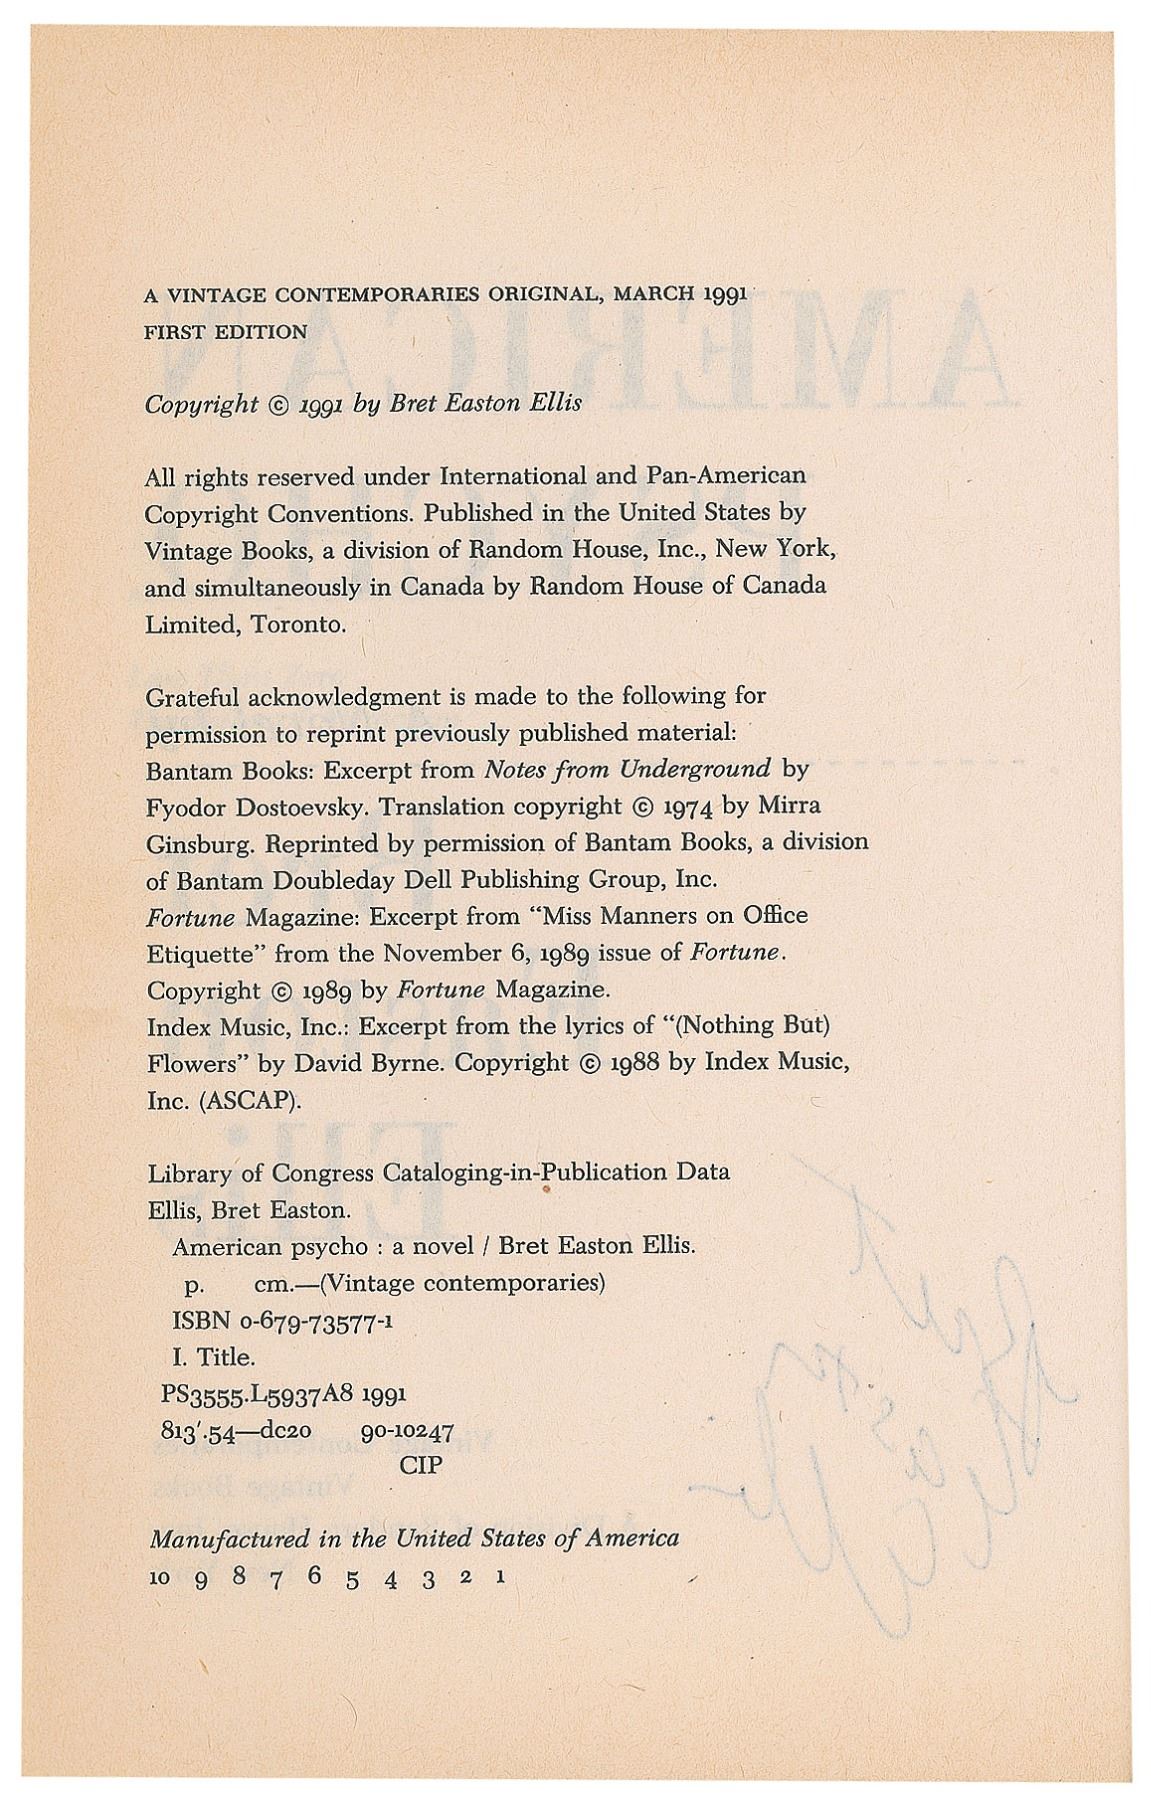 A VINTAGE CONTEMPORARIES ORIGINAL, MARCH 1991
FIRST EDITION
Copyright © 1991 by Bret Easton Ellis
All rights reserved under International and Pan-American
Copyright Conventions. Published in the United States by
Vintage Books, a division of Random House, Inc., New York,
and simultaneously in Canada by Random House of Canada
Limited, Toronto.
Grateful acknowledgment is made to the following for
permission to reprint previously published material:
Bantam Books: Excerpt from Notes from Underground by
Fyodor Dostoevsky. Translation copyright © 1974 by Mirra
Ginsburg. Reprinted by permission of Bantam Books, a division
of Bantam Doubleday Dell Publishing Group, Inc.
Fortune Magazine: Excerpt from “Miss Manners on Office
Etiquette” from the November 6, 1989 issue of Fortune.
Copyright © 1989 by Fortune Magazine.
Index Music, Inc.: Excerpt from the lyrics of “(Nothing But)
Flowers” by David Byrne. Copyright © 1988 by Index Music,
Inc. (ASCAP).
Library of Congress Cataloging-in-Publication Data
Ellis, Bret Easton.
American psycho : a novel / Bret Easton Ellis.
p. cm.—(Vintage contemporaries)
ISBN 0-679-73577-1
I. Title.
PS3555.L5937A8 1991
813′.54—dc20 90-10247
CIP
Manufactured in the United States of America
10 9 8 7 6 5 4 3 2 1